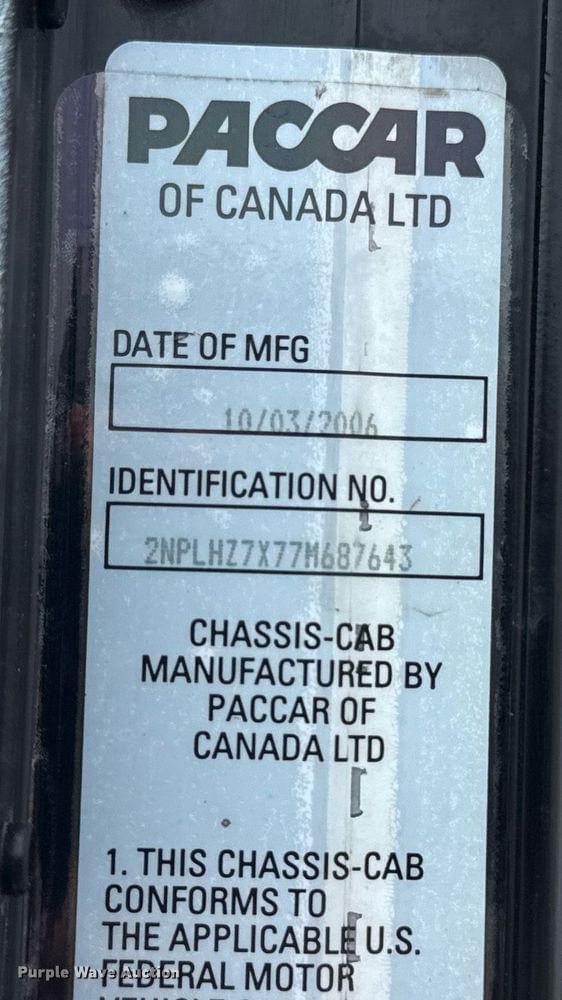 PACCAR
OF CANADA LTD
DATE OF MFG
10/03/2006
IDENTIFICATION NO.
2NPLHZ7X77M687643
CHASSIS-CAB
MANUFACTURED BY
PACCAR OF
CANADA LTD
1. THIS CHASSIS-CAB
CONFORMS TO
THE APPLICABLE U.S.
FEDERAL MOTOR
Purple Wave Auction